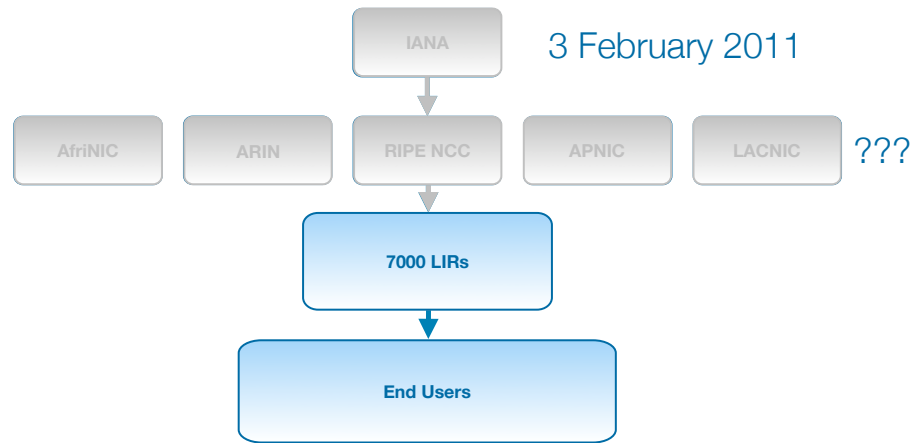 IANA
3 February 2011
AfriNIC
ARIN
RIPE NCC
APNIC
LACNIC
???
7000 LIRs
End Users